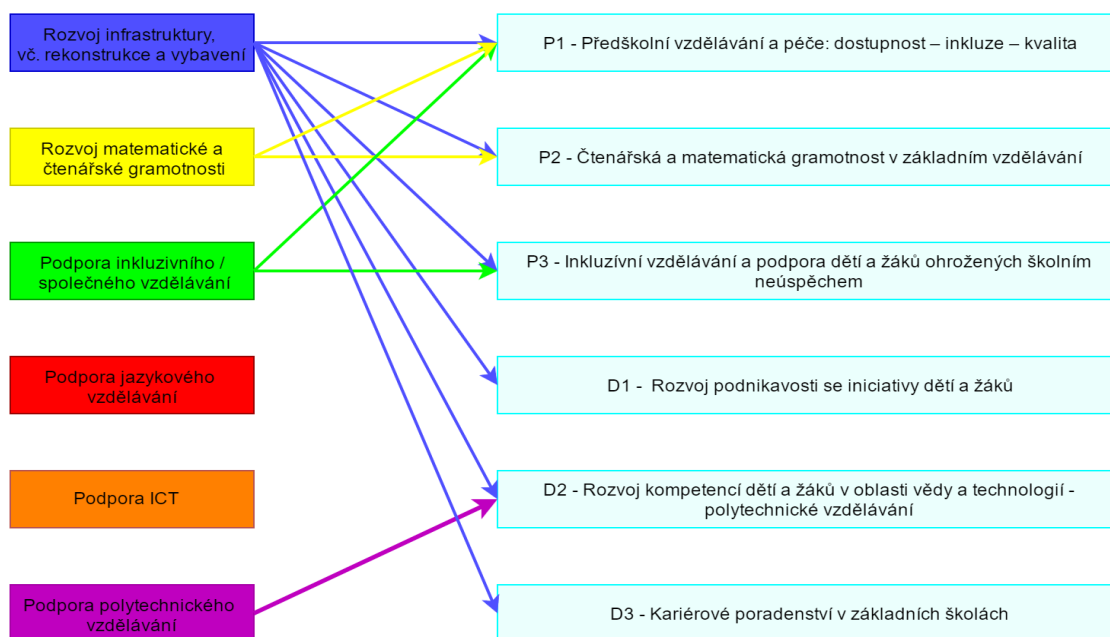 Rozvoj infrastruktury,
vč. rekonstrukce a vybavení
P1 - Předškolní vzdělávání a péče: dostupnost – inkluze – kvalita
Rozvoj matematické a
čtenářské gramotnosti
P2 - Čtenářská a matematická gramotnost v základním vzdělávání
Podpora inkluzivního /
společného vzdělávání
P3 - Inkluzívní vzdělávání a podpora dětí a žáků ohrožených školním
neúspěchem
Podpora jazykového
vzdělávání
D1 - Rozvoj podnikavosti se iniciativy dětí a žáků
Podpora ICT
D2 - Rozvoj kompetencí dětí a žáků v oblasti vědy a technologií -
polytechnické vzdělávání
Podpora polytechnického
vzdělávání
D3 - Kariérové poradenství v základních školách